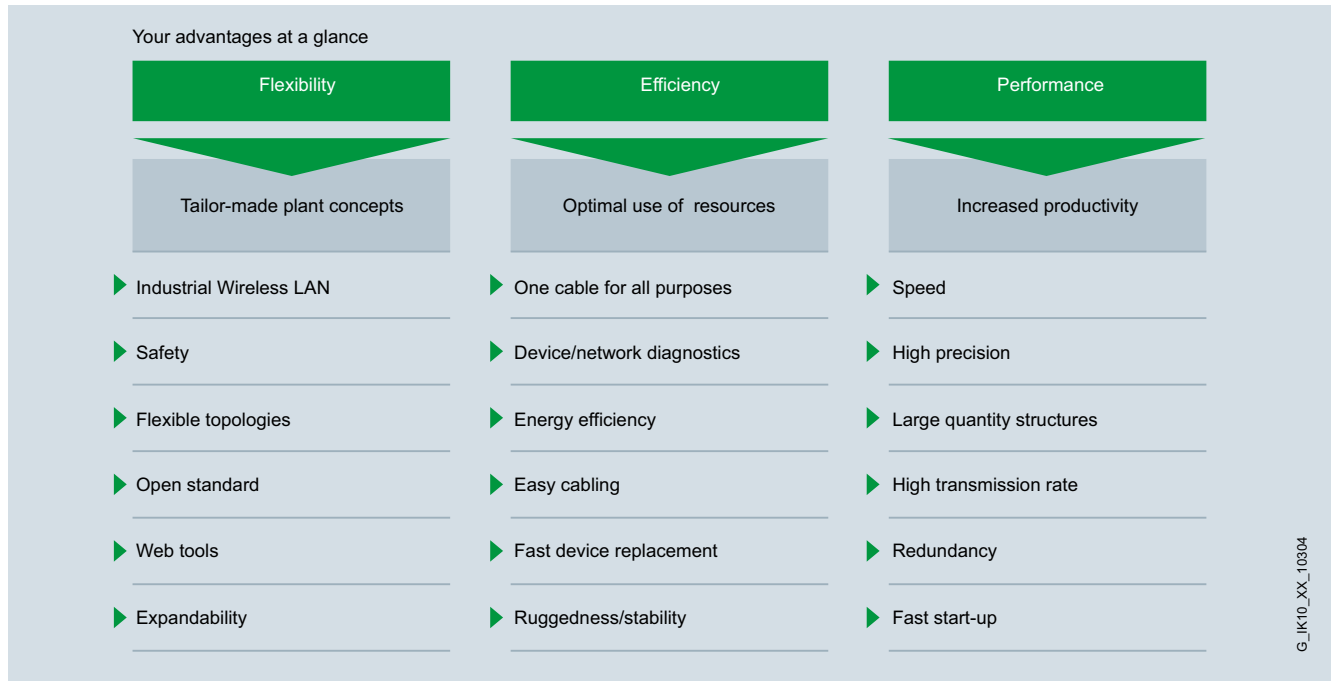 Your advantages at a glance
Flexibility
Tailor-made plant concepts
Industrial Wireless LAN
Safety
Flexible topologies
Open standard
Web tools
Expandability
Efficiency
Optimal use of resources
One cable for all purposes
Device/network diagnostics
Energy efficiency
Easy cabling
Fast device replacement
Ruggedness/stability
Performance
Increased productivity
Speed
High precision
Large quantity structures
High transmission rate
Redundancy
Fast start-up
G_IK10_XX_10304